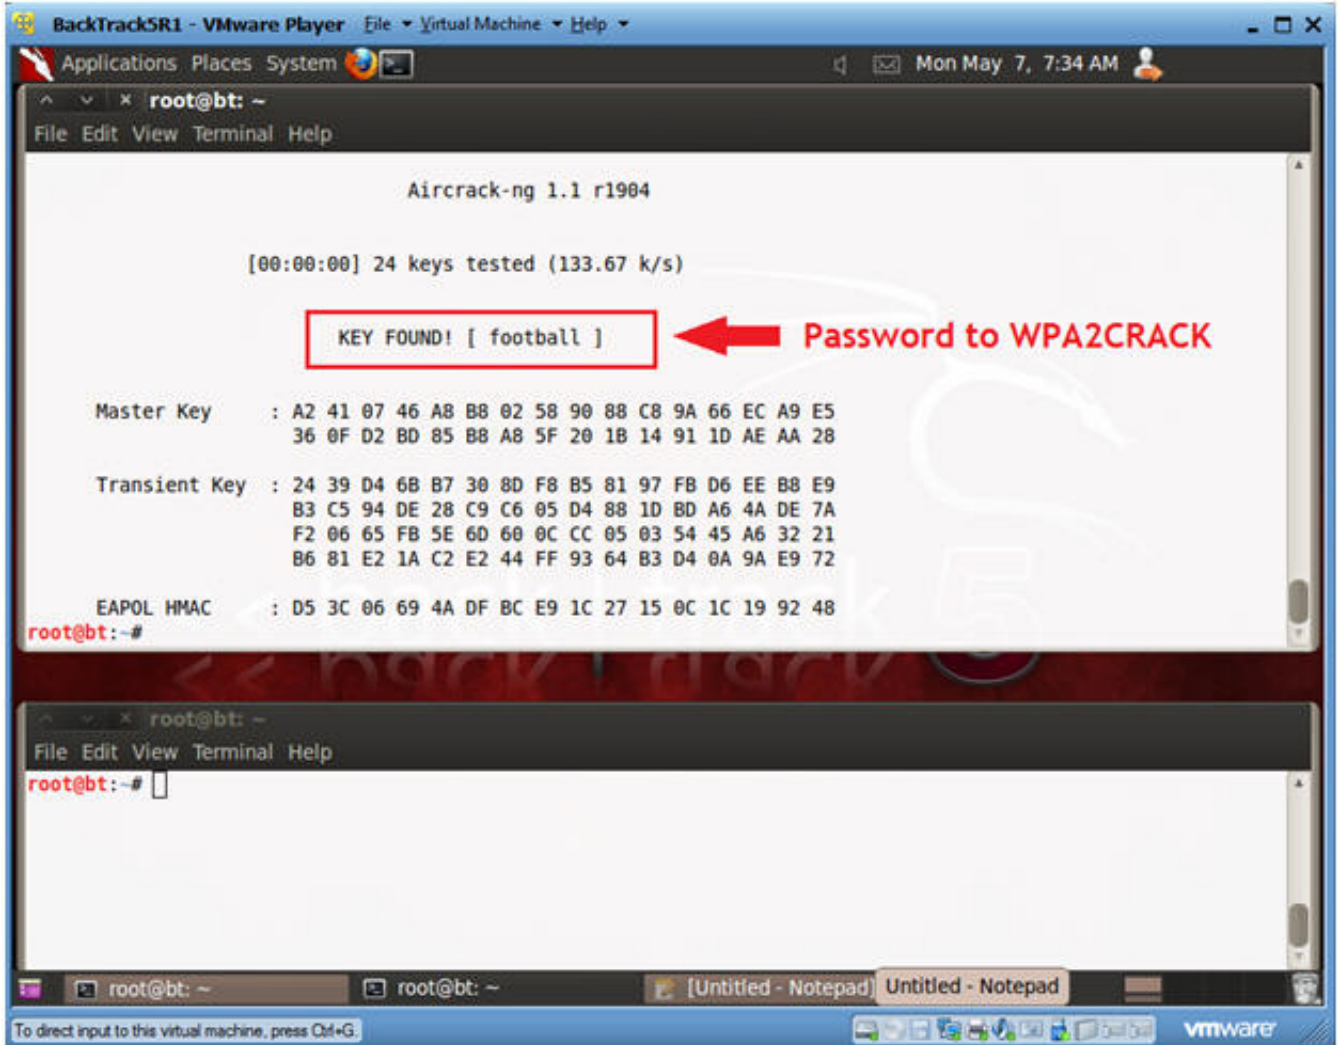 BackTrack5R1 - VMware Player File Virtual Machine Help
Applications Places System Mon May 7, 7:34 AM
root@bt: ~
File Edit View Terminal Help
Aircrack-ng 1.1 r1904
[00:00:00] 24 keys tested (133.67 k/s)
KEY FOUND! [ football ]
Password to WPA2CRACK
Master Key : A2 41 07 46 A8 B8 02 58 90 88 C8 9A 66 EC A9 E5
36 0F D2 BD 85 B8 A8 5F 20 1B 14 91 1D AE AA 28
Transient Key : 24 39 D4 6B B7 30 8D F8 B5 81 97 FB D6 EE B8 E9
B3 C5 94 DE 28 C9 C6 05 D4 88 1D BD A6 4A DE 7A
F2 06 65 FB 5E 6D 60 0C CC 05 03 54 45 A6 32 21
B6 81 E2 1A C2 E2 44 FF 93 64 B3 D4 0A 9A E9 72
EAPOL HMAC : D5 3C 06 69 4A DF BC E9 1C 27 15 0C 1C 19 92 48
root@bt:~#
<< back | track 5
root@bt: ~
File Edit View Terminal Help
root@bt:~#
root@bt: ~ root@bt: ~ [Untitled - Notepad] Untitled - Notepad
To direct input to this virtual machine, press Ctrl+G. vmware